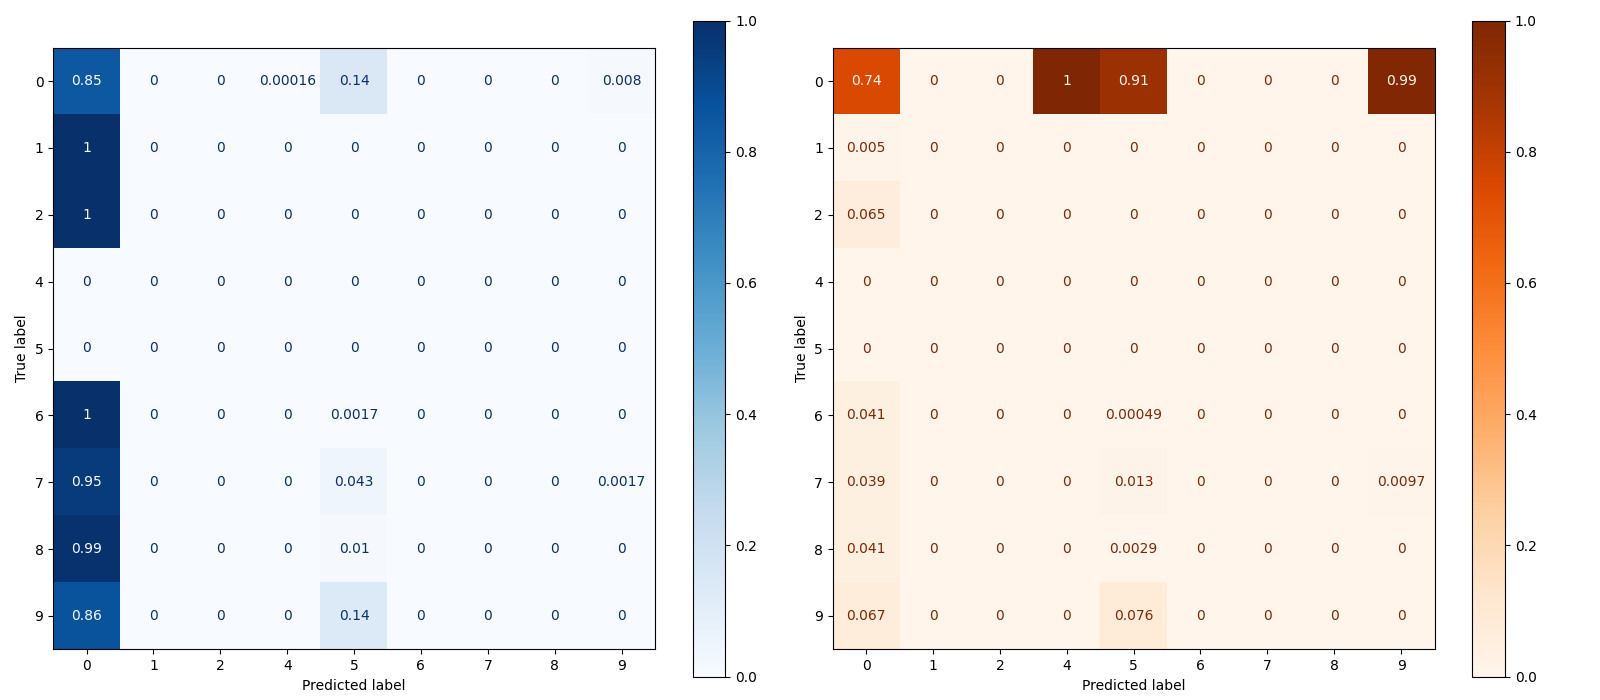 1.0
0.8
0.6
0.4
0.2
0.0
True label
0 0.85 0 0 0.00016 0.14 0 0 0 0.008
1 1 0 0 0 0 0 0 0 0
2 1 0 0 0 0 0 0 0 0
4 0 0 0 0 0 0 0 0 0
5 0 0 0 0 0 0 0 0 0
6 1 0 0 0 0.0017 0 0 0 0
7 0.95 0 0 0 0.043 0 0 0 0.0017
8 0.99 0 0 0 0.01 0 0 0 0
9 0.86 0 0 0 0.14 0 0 0 0
0 1 2 4 5 6 7 8 9
Predicted label
1.0
0.8
0.6
0.4
0.2
0.0
True label
0 0.74 0 0 1 0.91 0 0 0 0.99
1 0.005 0 0 0 0 0 0 0 0
2 0.065 0 0 0 0 0 0 0 0
4 0 0 0 0 0 0 0 0 0
5 0 0 0 0 0 0 0 0 0
6 0.041 0 0 0 0.00049 0 0 0 0
7 0.039 0 0 0 0.013 0 0 0 0.0097
8 0.041 0 0 0 0.0029 0 0 0 0
9 0.067 0 0 0 0.076 0 0 0 0
0 1 2 4 5 6 7 8 9
Predicted label